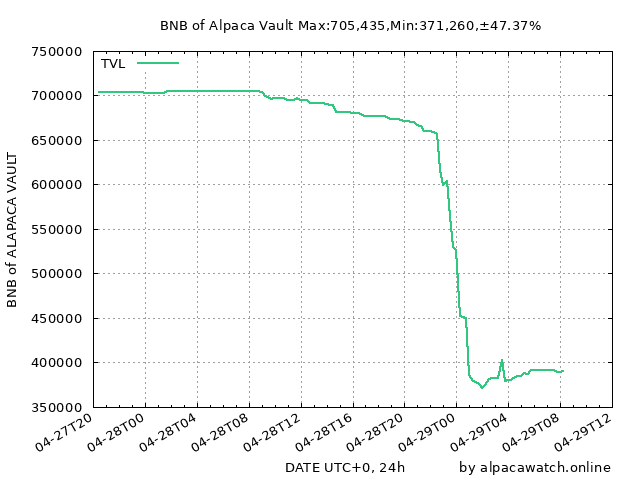 BNB of Alpaca Vault Max:705,435,Min:371,260,±47.37%
TVL
BNB of ALAPACA VAULT
750000
700000
650000
600000
550000
500000
450000
400000
350000
04-27T20
04-28T00
04-28T04
04-28T08
04-28T12
04-28T16
04-28T20
04-29T00
04-29T04
04-29T08
04-29T12
DATE UTC+0, 24h
by alpacawatch.online